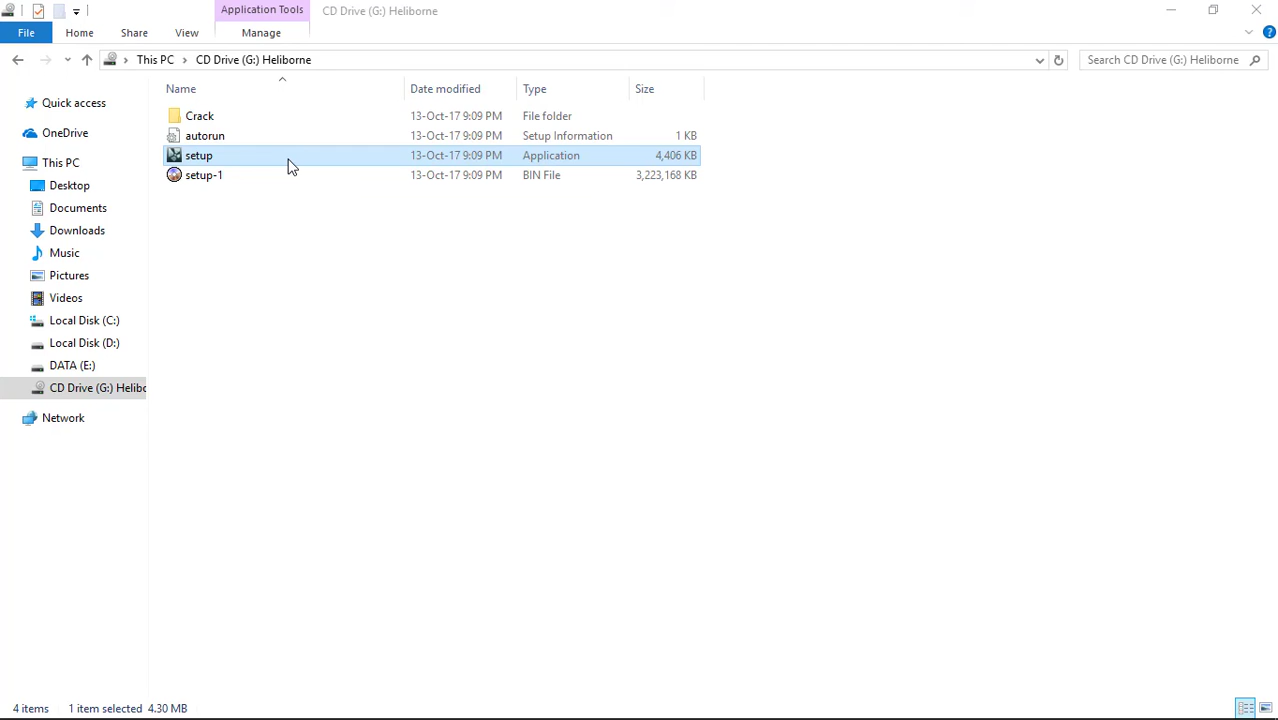 Application Tools
CD Drive (G:) Heliborne
File
Home
Share
View
Manage
This PC
CD Drive (G:) Heliborne
Search CD Drive (G:) Heliborne
Name
Date modified
Type
Size
Crack
13-Oct-17 9:09 PM
File folder
autorun
13-Oct-17 9:09 PM
Setup Information
1 KB
setup
13-Oct-17 9:09 PM
Application
4,406 KB
setup-1
13-Oct-17 9:09 PM
BIN File
3,223,168 KB
Quick access
OneDrive
This PC
Desktop
Documents
Downloads
Music
Pictures
Videos
Local Disk (C:)
Local Disk (D:)
DATA (E:)
CD Drive (G:) Helibo
Network
4 items
1 item selected 4.30 MB